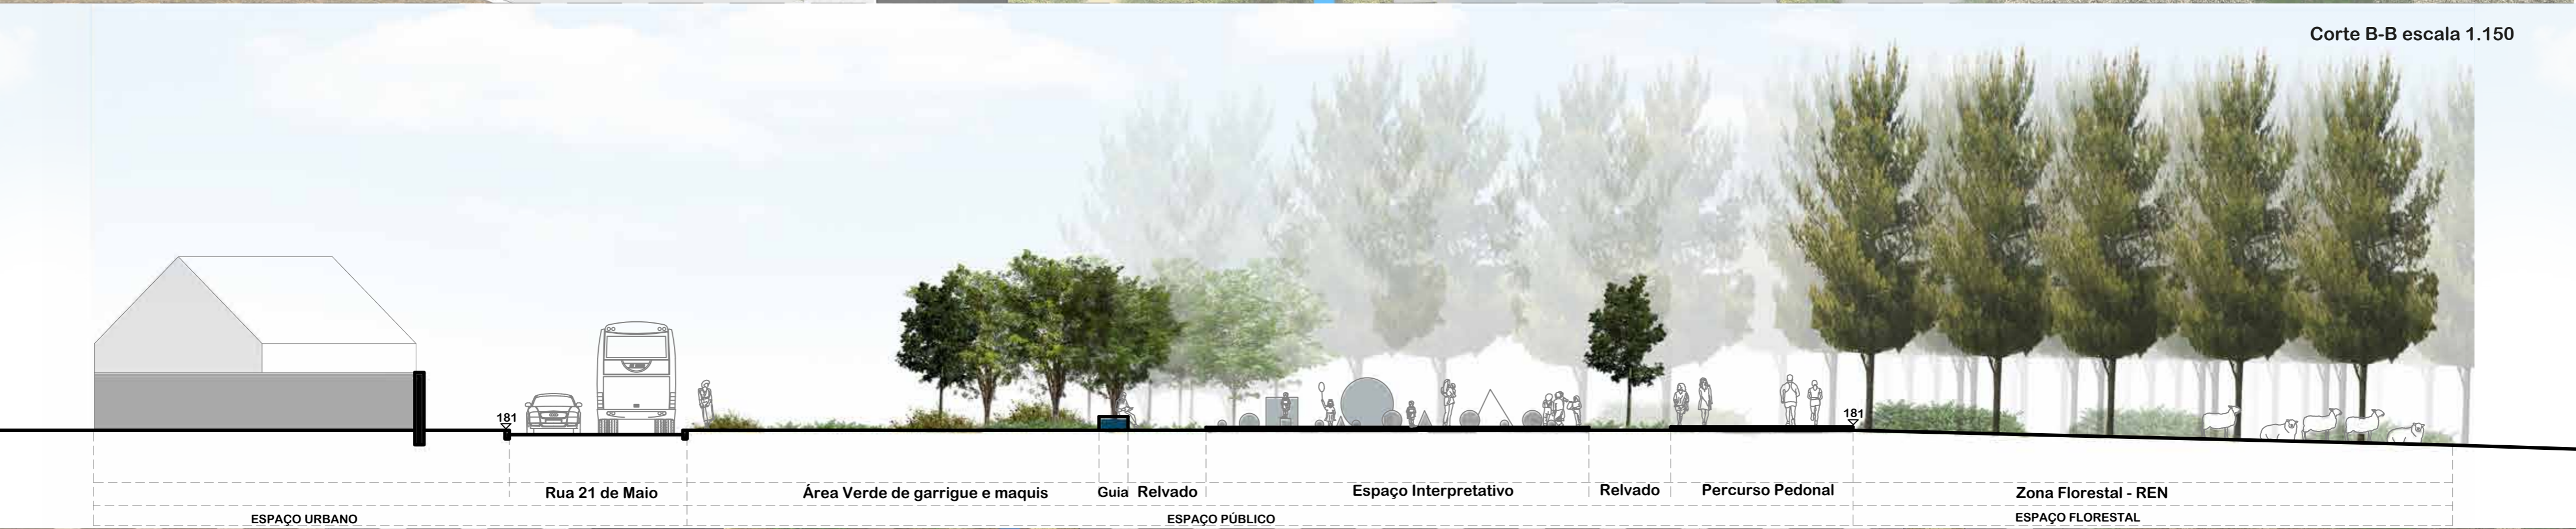 Corte B-B escala 1.150
181
181
Rua 21 de Maio
Área Verde de garrigue e maquis
Guia
Relvado
Espaço Interpretativo
Relvado
Percurso Pedonal
Zona Florestal - REN
ESPAÇO URBANO
ESPAÇO PÚBLICO
ESPAÇO FLORESTAL